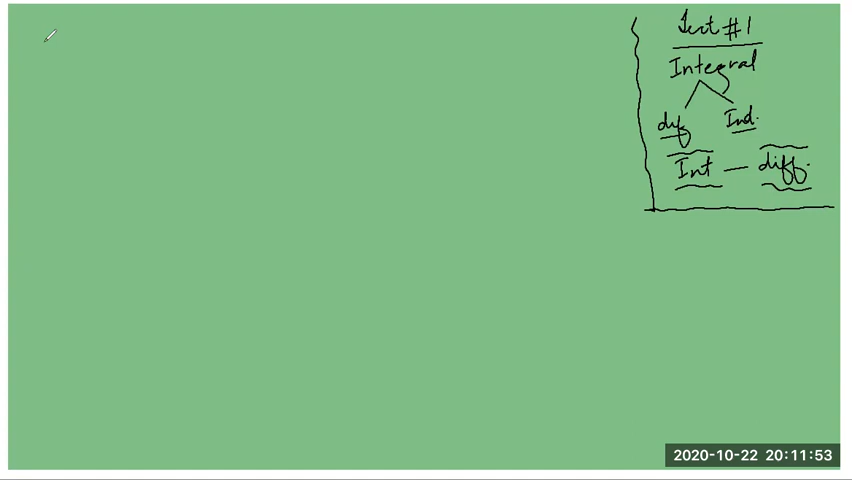 Test #1
Integral
def Ind.
Int — diff.
2020-10-22 20:11:53